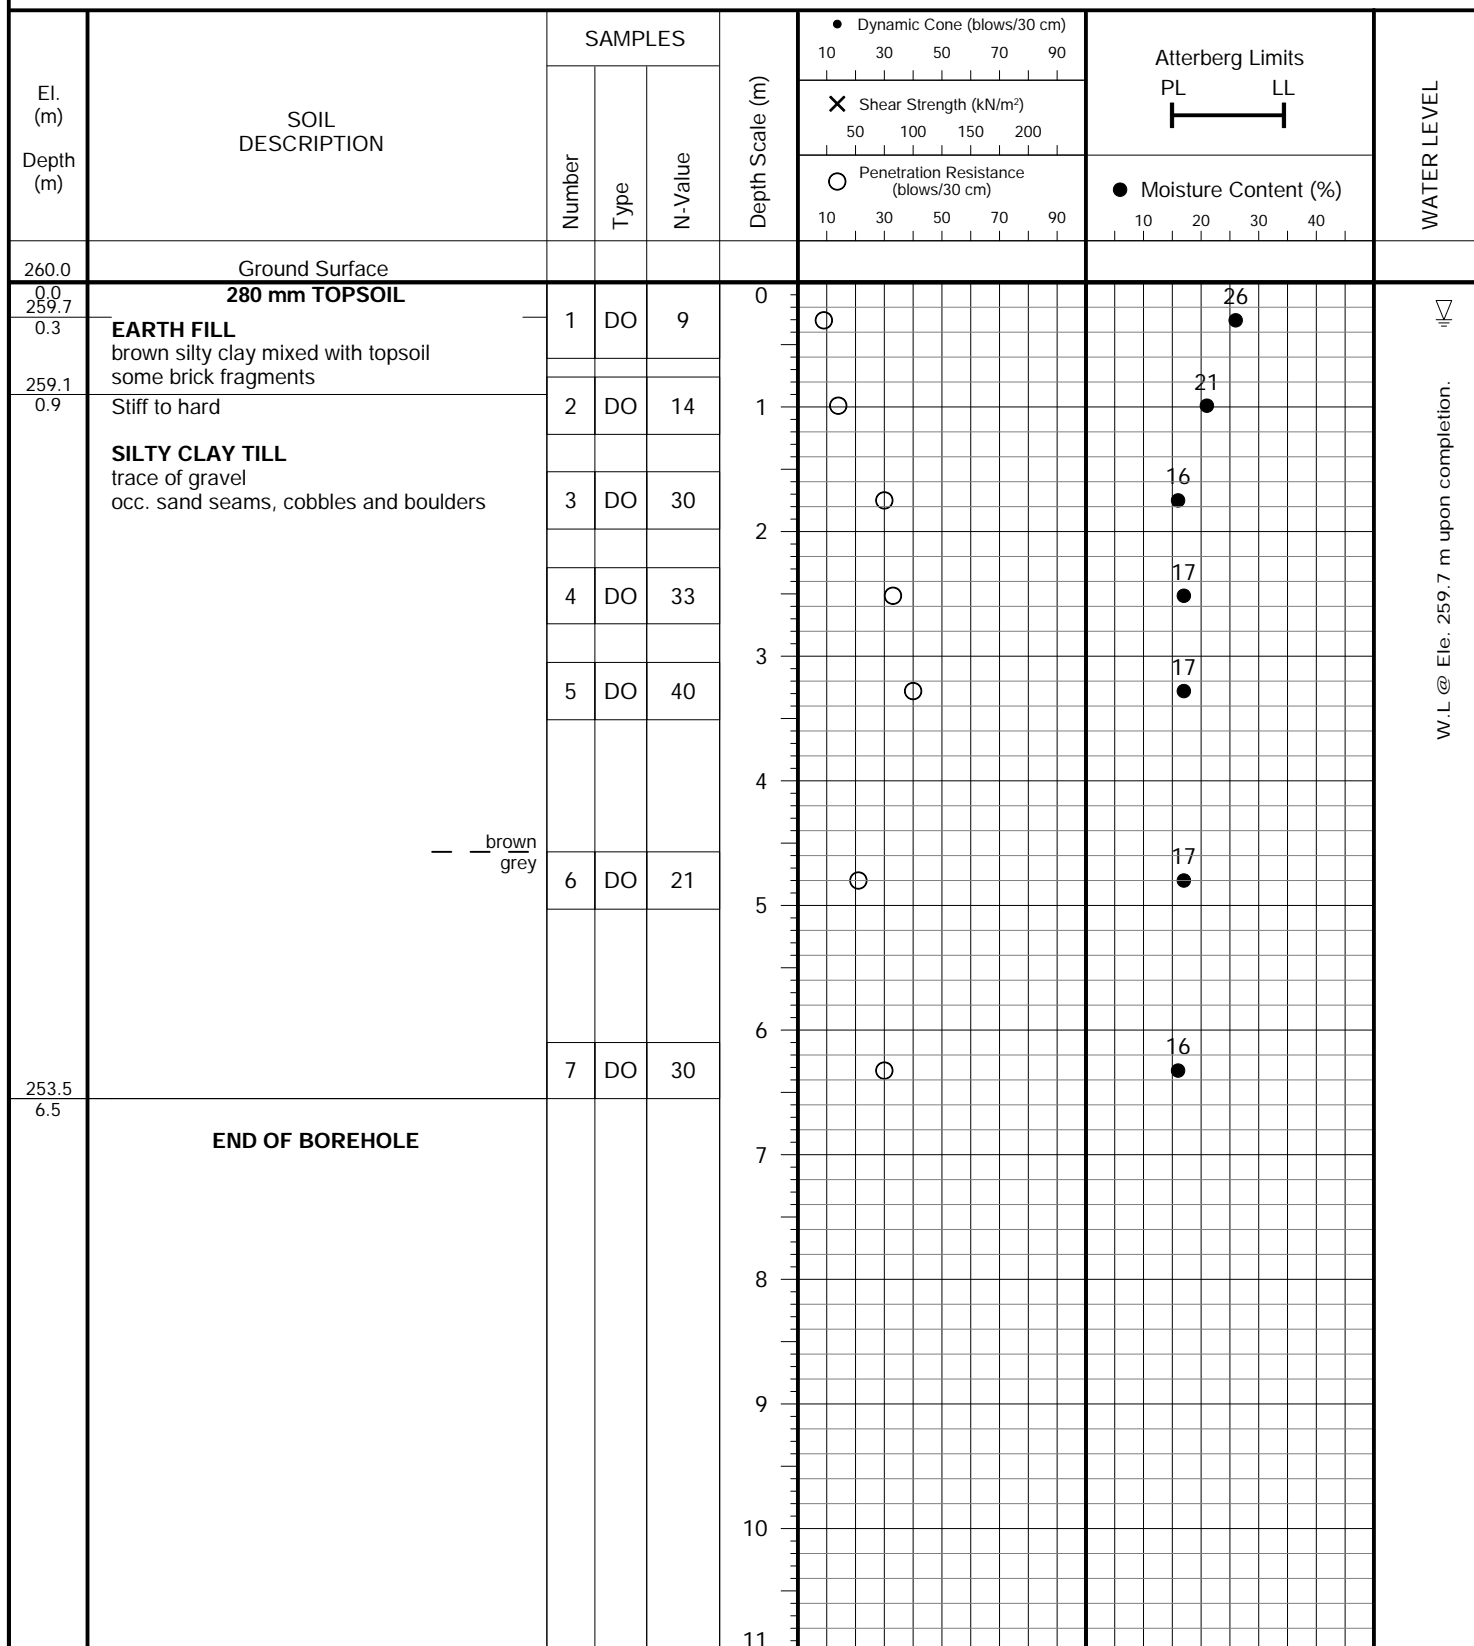 El.
(m)
Depth
(m)
SOIL
DESCRIPTION
SAMPLES
Number
Type
N-Value
Depth Scale (m)
Dynamic Cone (blows/30 cm)
10 30 50 70 90
Shear Strength (kN/m²)
50 100 150 200
Penetration Resistance
(blows/30 cm)
10 30 50 70 90
Atterberg Limits
PL LL
Moisture Content (%)
10 20 30 40
WATER LEVEL
260.0 Ground Surface
0.0 280 mm TOPSOIL 0
259.7
0.3 EARTH FILL 1 DO 9 26
brown silty clay mixed with topsoil
some brick fragments
259.1
0.9 Stiff to hard 2 DO 14 1 21
SILTY CLAY TILL
trace of gravel
occ. sand seams, cobbles and boulders 3 DO 30 16
2
4 DO 33 17
3
5 DO 40 17
W.L @ Ele. 259.7 m upon completion.
4
brown
grey
6 DO 21 17
5
6
7 DO 30 16
253.5
6.5
END OF BOREHOLE
7
8
9
10
11